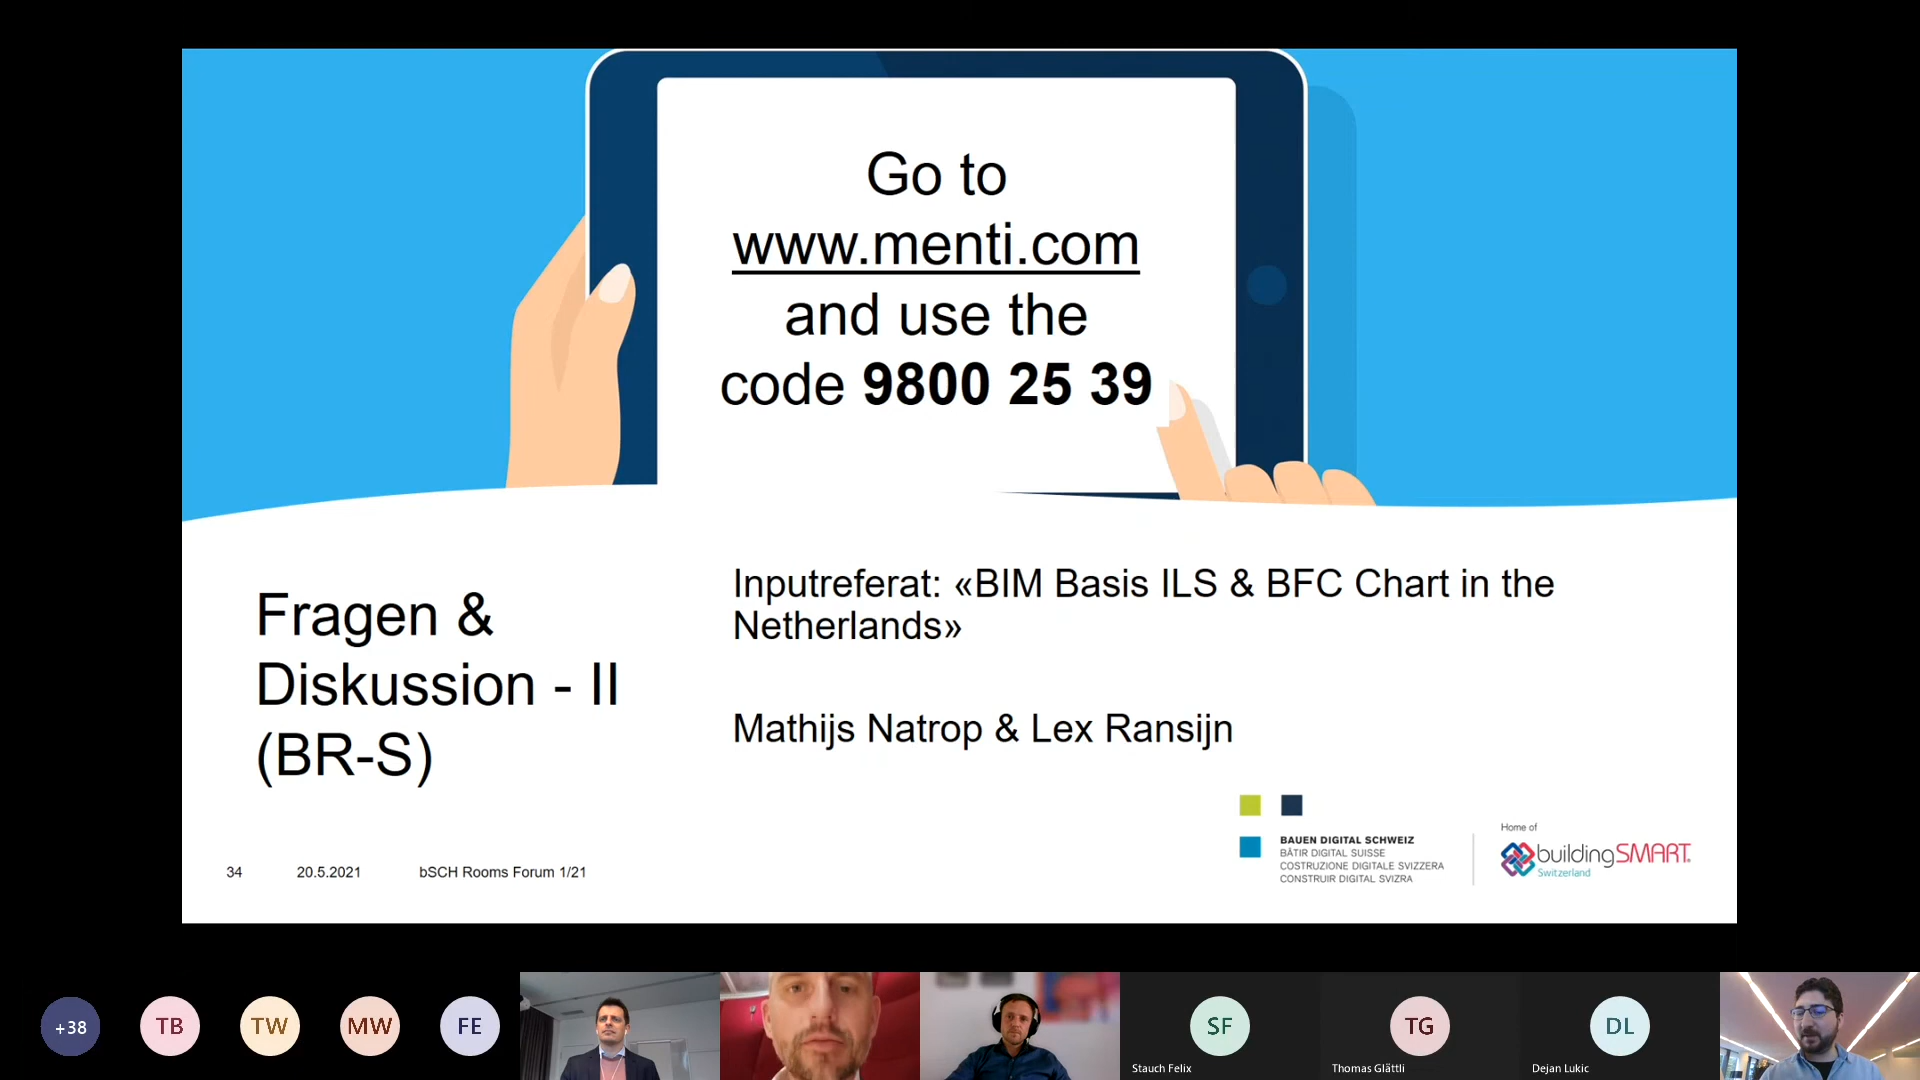 Go to
www.menti.com
and use the
code 9800 25 39
Fragen &
Diskussion - II
(BR-S)
Inputreferat: «BIM Basis ILS & BFC Chart in the
Netherlands»
Mathijs Natrop & Lex Ransijn
34
20.5.2021
bSCH Rooms Forum 1/21
BAUEN DIGITAL SCHWEIZ
BÂTIR DIGITAL SUISSE
COSTRUZIONE DIGITALE SVIZZERA
CONSTRUIR DIGITAL SVIZRA
Home of
buildingSMART
Switzerland
+38
TB
TW
MW
FE
SF
Stauch Felix
TG
Thomas Glättli
DL
Dejan Lukic